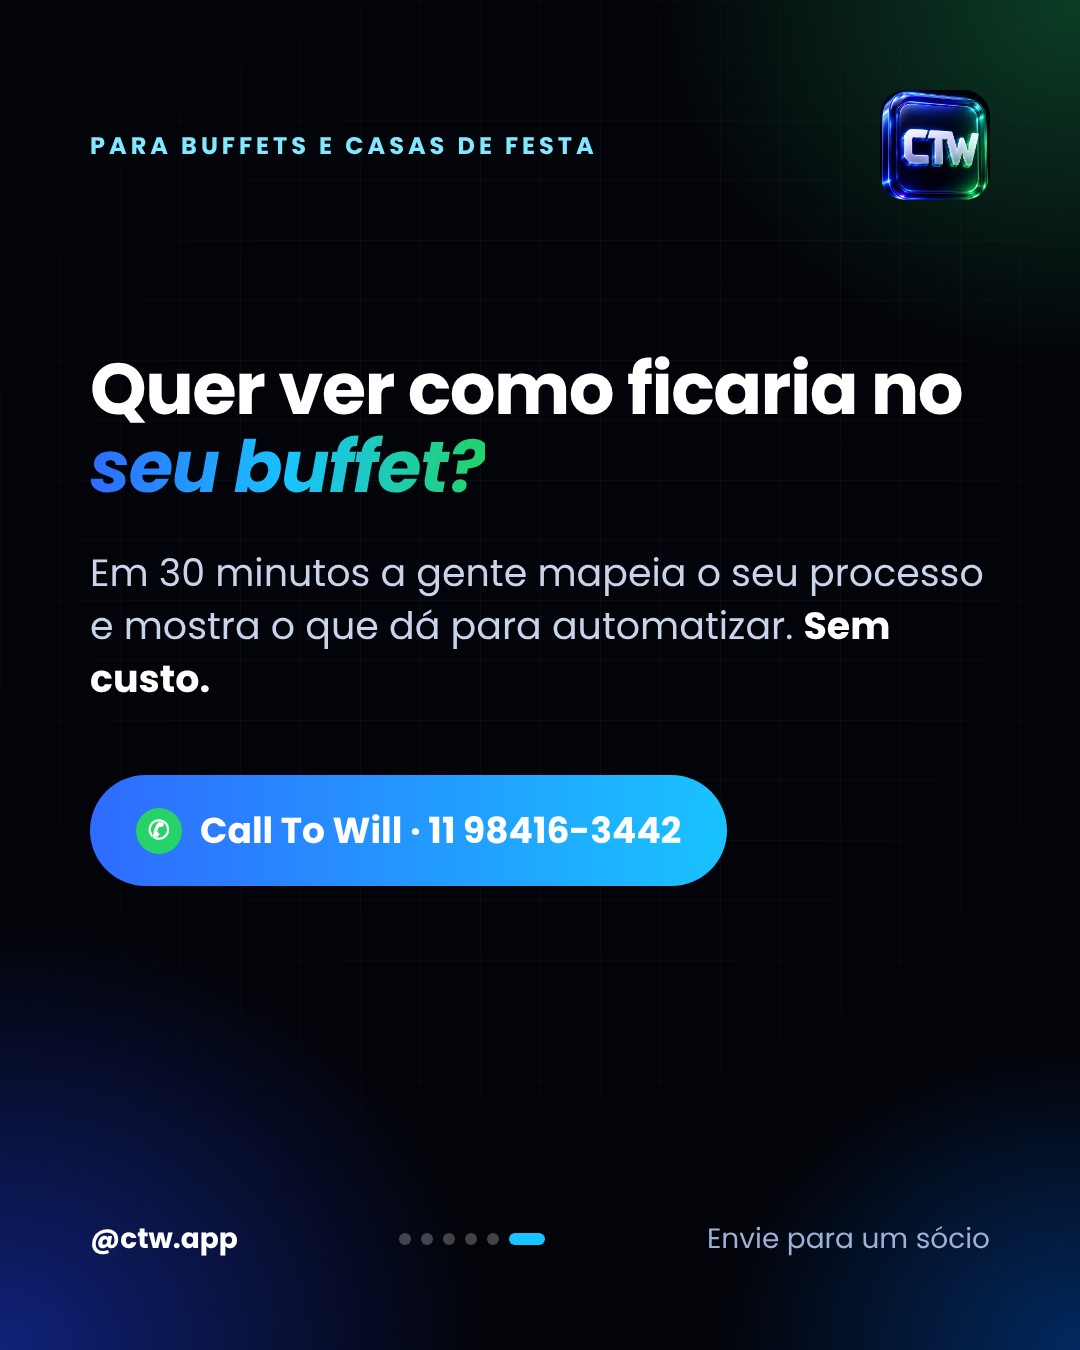 PARA BUFFETS E CASAS DE FESTA
CTW
Quer ver como ficaria no
seu buffet?
Em 30 minutos a gente mapeia o seu processo
e mostra o que dá para automatizar. Sem
custo.
✆ Call To Will · 11 98416-3442
@ctw.app
Envie para um sócio